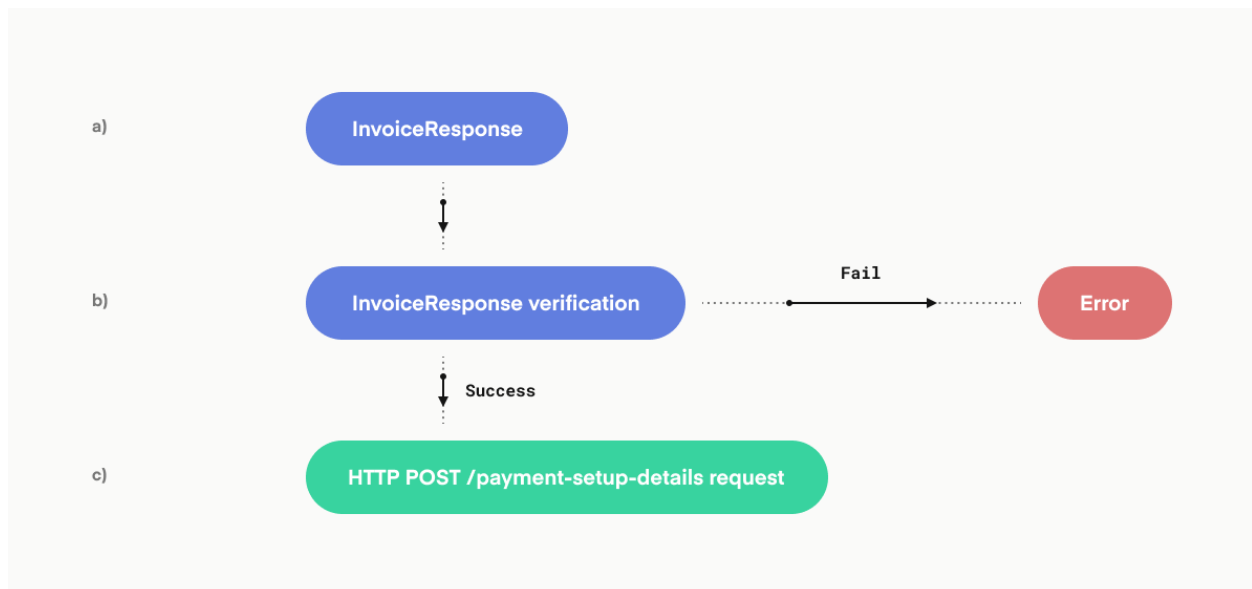 a)
InvoiceResponse
b)
InvoiceResponse verification
Fail
Error
Success
c)
HTTP POST /payment-setup-details request